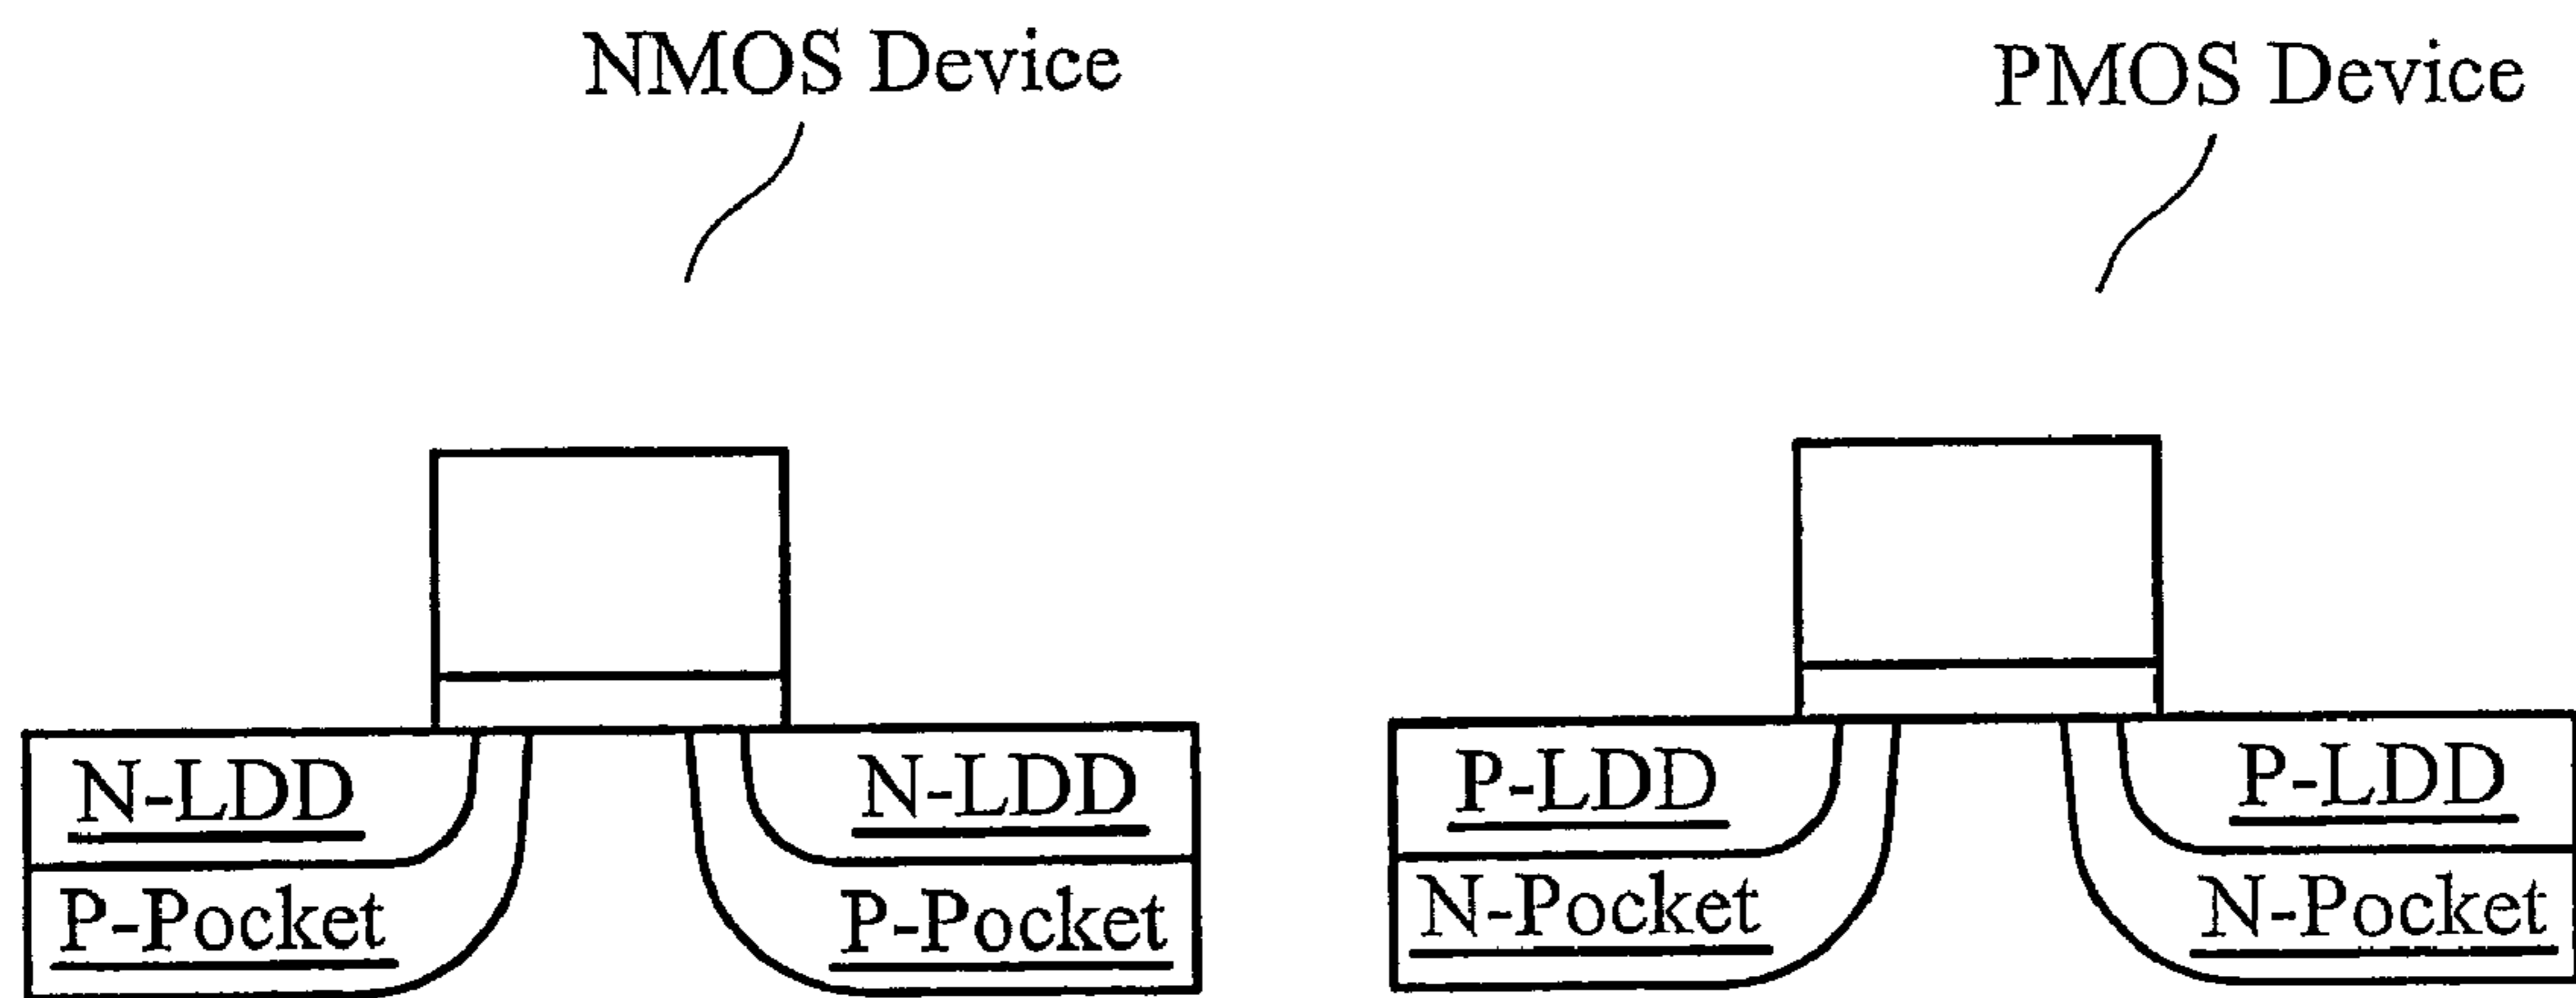 NMOS Device
PMOS Device
N-LDD
N-LDD
P-LDD
P-LDD
P-Pocket
P-Pocket
N-Pocket
N-Pocket